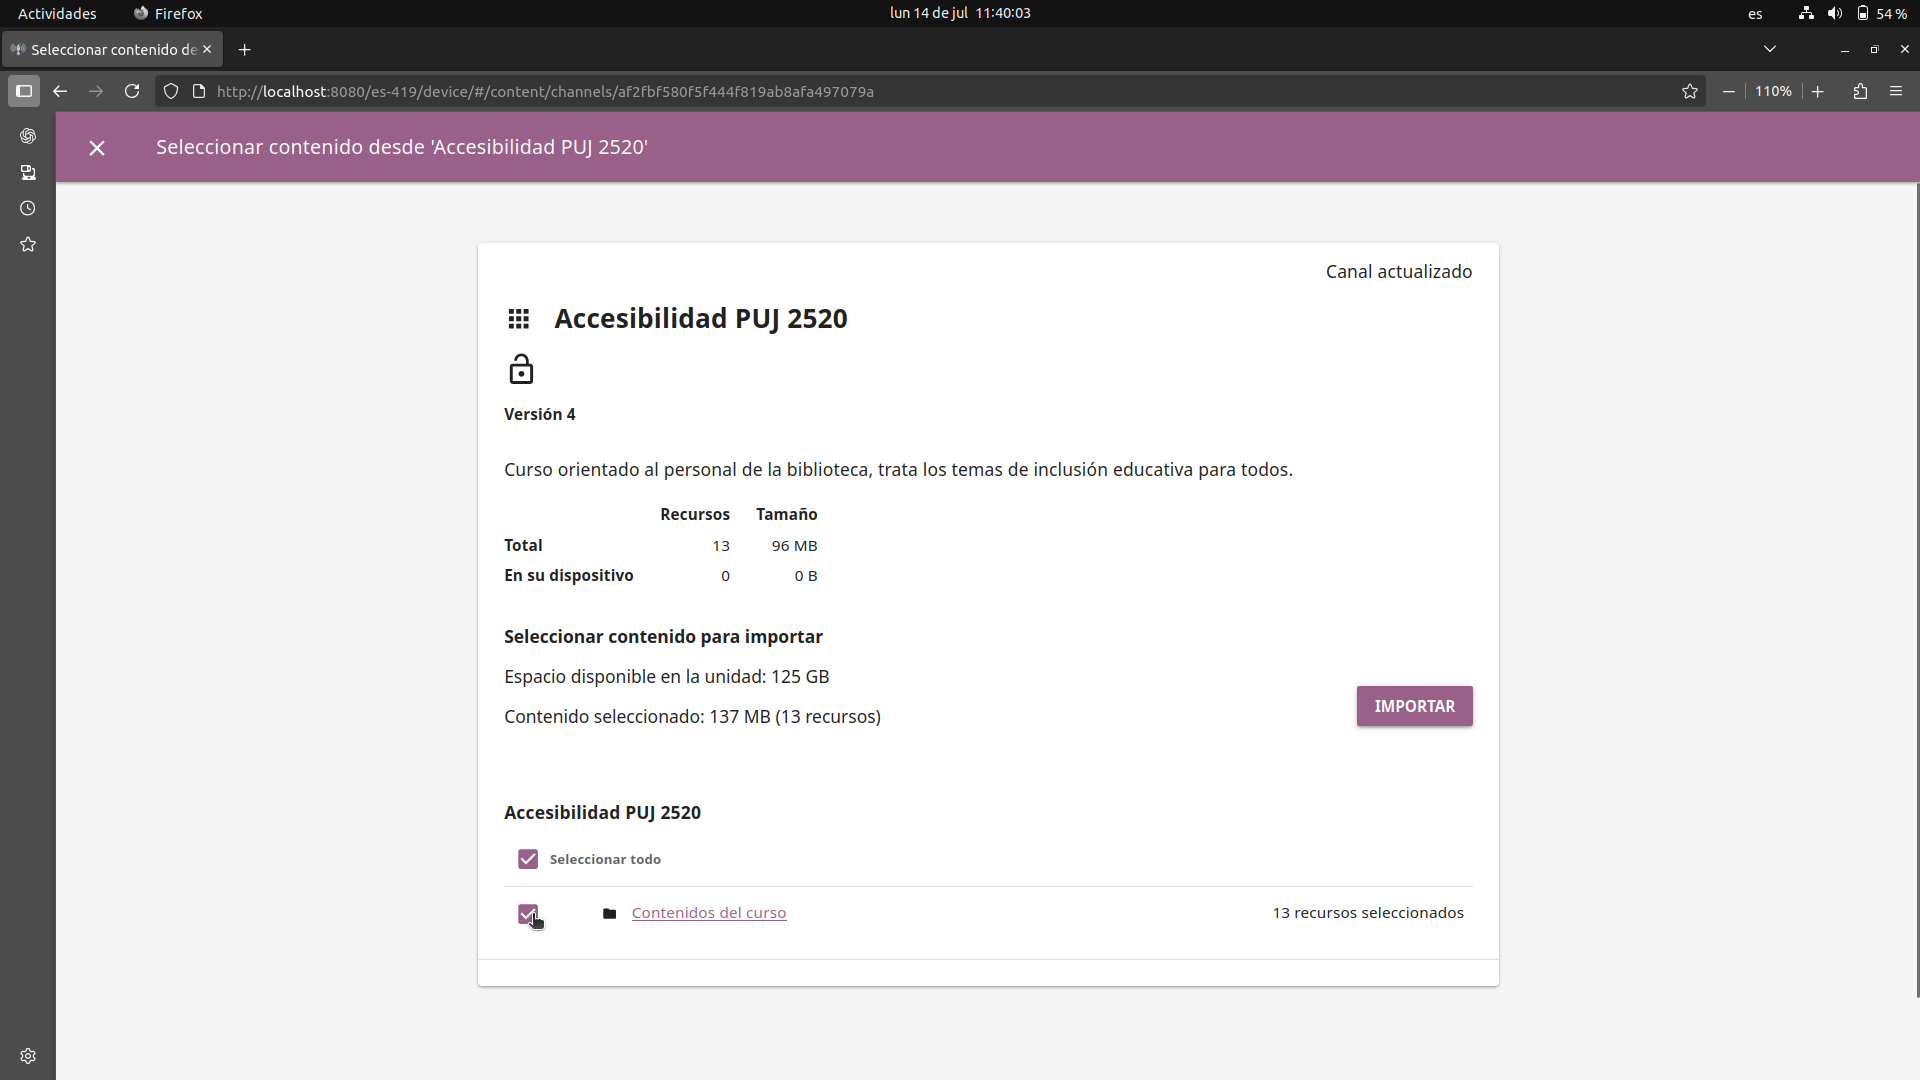 Actividades Firefox lun 14 de jul 11:40:03 es 54 %
Seleccionar contenido de
http://localhost:8080/es-419/device/#/content/channels/af2fbf580f5f444f819ab8afa497079a 110%
Seleccionar contenido desde 'Accesibilidad PUJ 2520'
Canal actualizado
Accesibilidad PUJ 2520
Versión 4
Curso orientado al personal de la biblioteca, trata los temas de inclusión educativa para todos.
Recursos Tamaño
Total 13 96 MB
En su dispositivo 0 0 B
Seleccionar contenido para importar
Espacio disponible en la unidad: 125 GB
Contenido seleccionado: 137 MB (13 recursos)
IMPORTAR
Accesibilidad PUJ 2520
Seleccionar todo
Contenidos del curso 13 recursos seleccionados